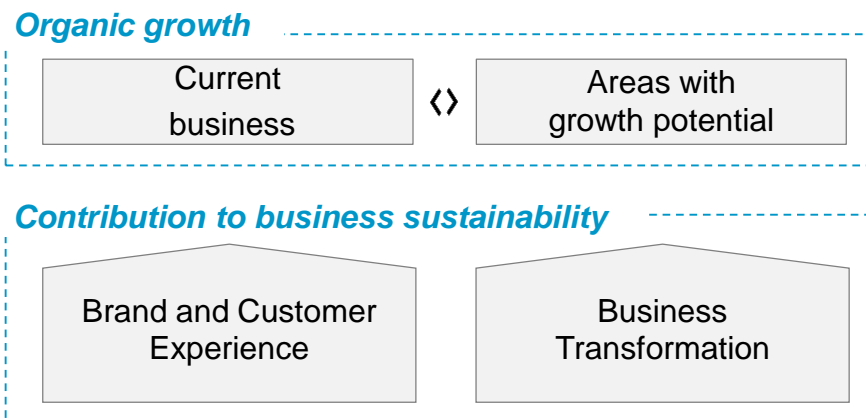 Organic growth
Current
business
Areas with
growth potential
Contribution to business sustainability
Brand and Customer
Experience
Business
Transformation